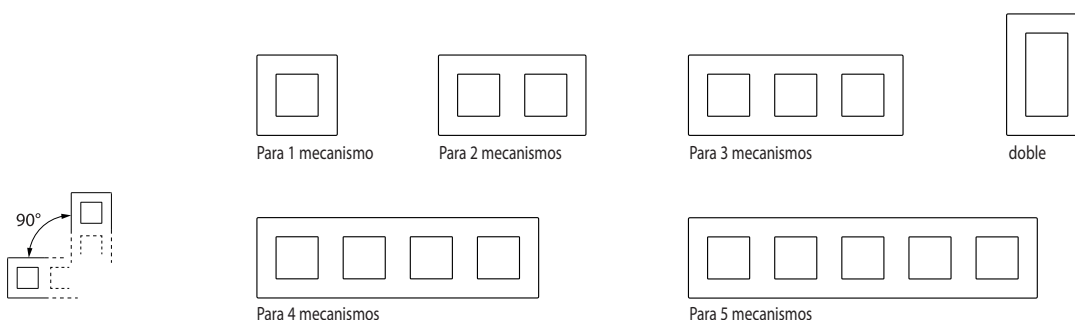 Para 1 mecanismo
Para 2 mecanismos
Para 3 mecanismos
doble
90°
Para 4 mecanismos
Para 5 mecanismos